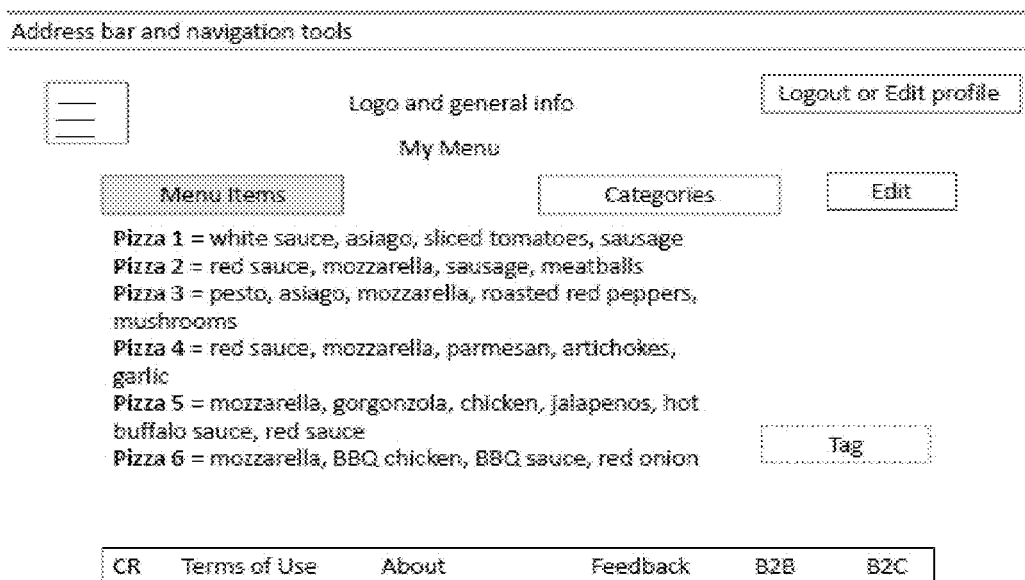 Address bar and navigation tools
Logo and general info
Logout or Edit profile
My Menu
Menu Items
Categories
Edit
Pizza 1 = white sauce, asiago, sliced tomatoes, sausage
Pizza 2 = red sauce, mozzarella, sausage, meatballs
Pizza 3 = pesto, asiago, mozzarella, roasted red peppers,
mushrooms
Pizza 4 = red sauce, mozzarella, parmesan, artichokes,
garlic
Pizza 5 = mozzarella, gorgonzola, chicken, jalapenos, hot
buffalo sauce, red sauce
Pizza 6 = mozzarella, BBQ chicken, BBQ sauce, red onion
Tag
CR Terms of Use About Feedback B2B B2C